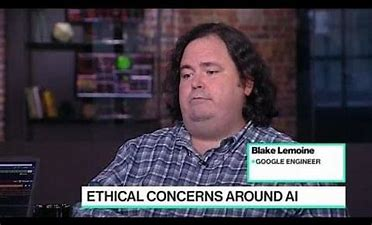 Blake Lemoine
GOOGLE ENGINEER
ETHICAL CONCERNS AROUND AI